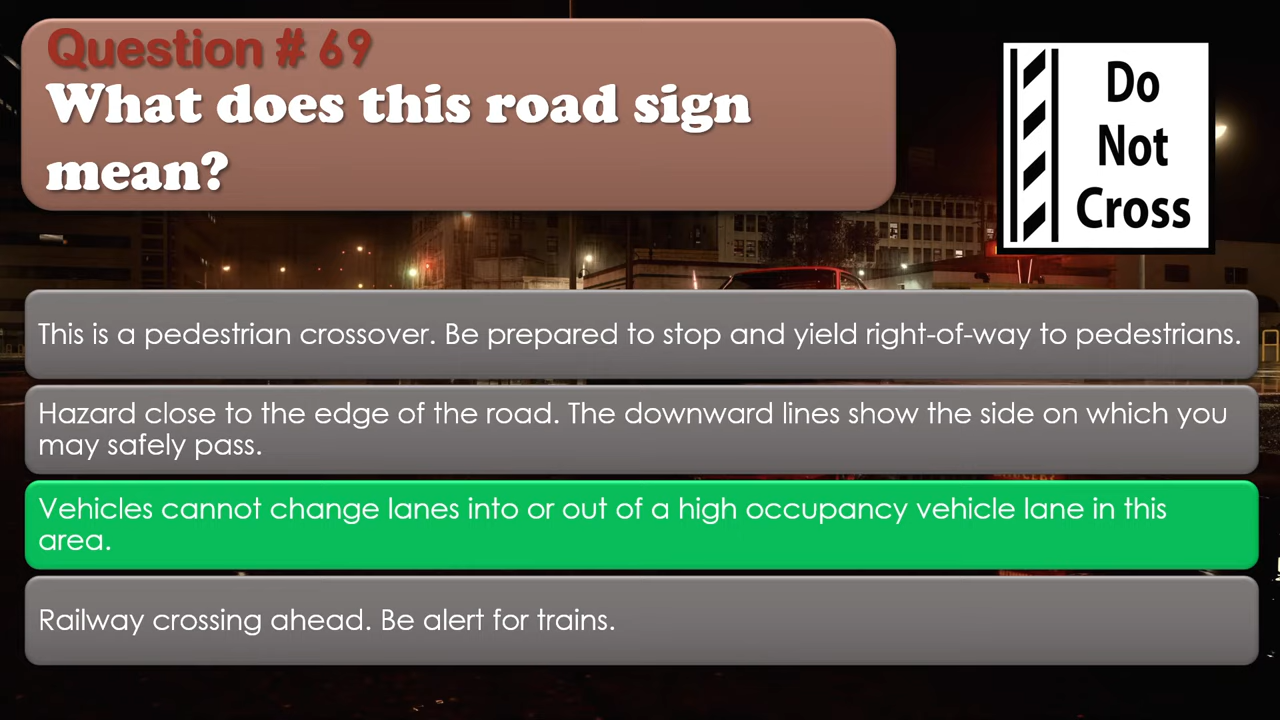 Question # 69
What does this road sign
mean?
Do
Not
Cross
This is a pedestrian crossover. Be prepared to stop and yield right-of-way to pedestrians.
Hazard close to the edge of the road. The downward lines show the side on which you
may safely pass.
Vehicles cannot change lanes into or out of a high occupancy vehicle lane in this
area.
Railway crossing ahead. Be alert for trains.